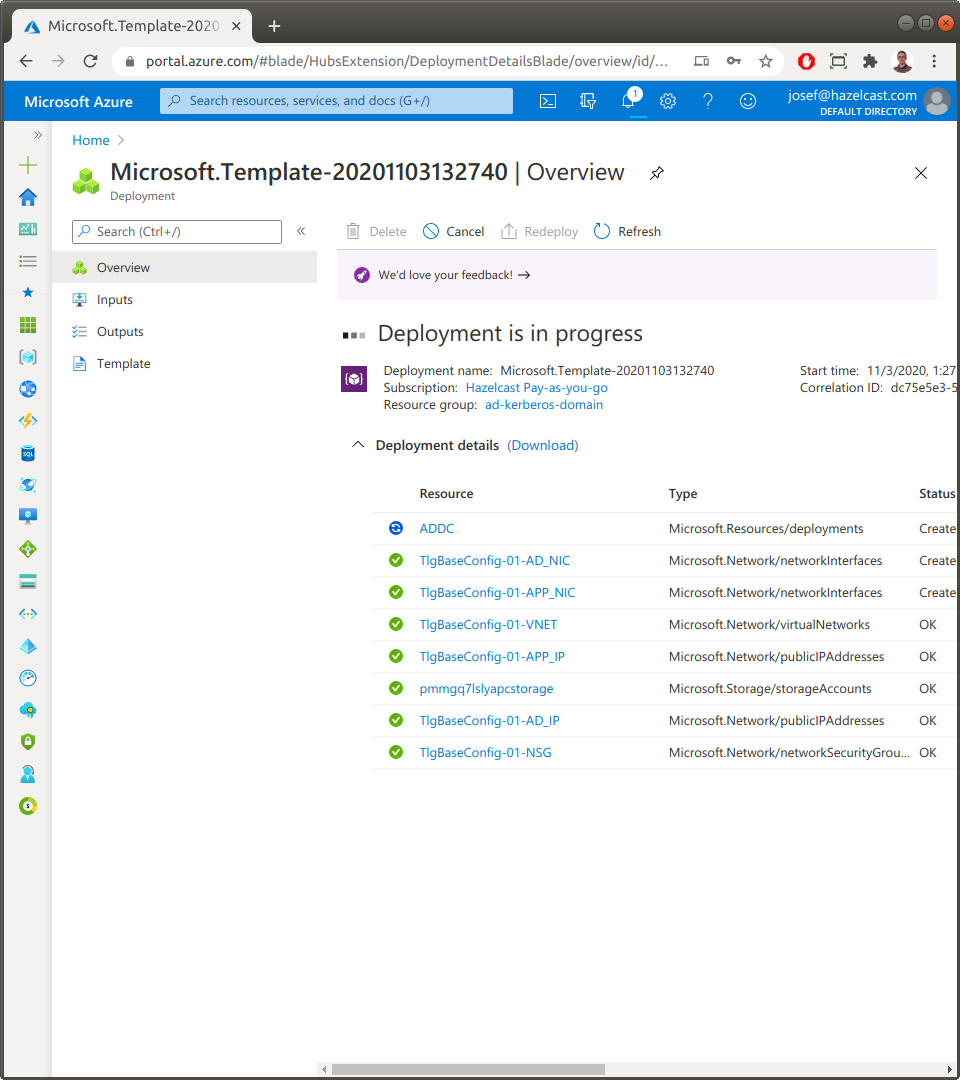 Microsoft.Template-2020
portal.azure.com/#blade/HubsExtension/DeploymentDetailsBlade/overview/id/...
Microsoft Azure
Search resources, services, and docs (G+/)
1
josef@hazelcast.com
DEFAULT DIRECTORY
Home
Microsoft.Template-20201103132740 | Overview
Deployment
Search (Ctrl+/)
Delete
Cancel
Redeploy
Refresh
Overview
Inputs
Outputs
Template
We'd love your feedback! →
Deployment is in progress
Deployment name: Microsoft.Template-20201103132740
Start time: 11/3/2020, 1:27
Subscription: Hazelcast Pay-as-you-go
Correlation ID: dc75e5e3-5
Resource group: ad-kerberos-domain
Deployment details (Download)
Resource Type Status
ADDC Microsoft.Resources/deployments Create
TlgBaseConfig-01-AD_NIC Microsoft.Network/networkInterfaces Create
TlgBaseConfig-01-APP_NIC Microsoft.Network/networkInterfaces Create
TlgBaseConfig-01-VNET Microsoft.Network/virtualNetworks OK
TlgBaseConfig-01-APP_IP Microsoft.Network/publicIPAddresses OK
pmmgq7lslyapcstorage Microsoft.Storage/storageAccounts OK
TlgBaseConfig-01-AD_IP Microsoft.Network/publicIPAddresses OK
TlgBaseConfig-01-NSG Microsoft.Network/networkSecurityGrou... OK
SQL